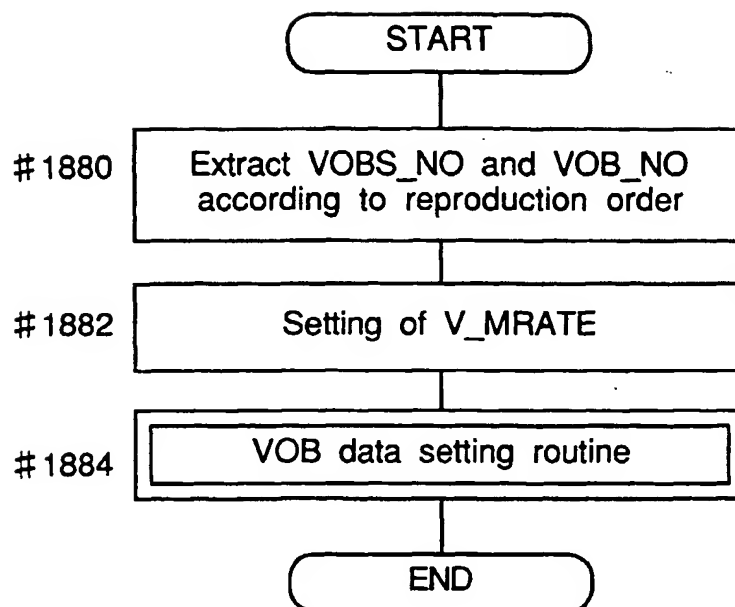 START
#1880
Extract VOBS_NO and VOB_NO
according to reproduction order
#1882
Setting of V_MRATE
#1884
VOB data setting routine
END